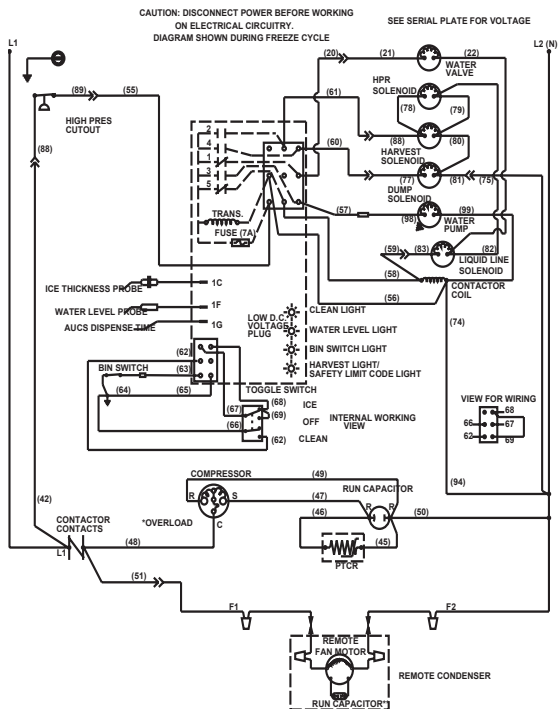 CAUTION: DISCONNECT POWER BEFORE WORKING
ON ELECTRICAL CIRCUITRY.
DIAGRAM SHOWN DURING FREEZE CYCLE
SEE SERIAL PLATE FOR VOLTAGE
L1
L2 (N)
(20)
(21)
(22)
WATER
VALVE
(89)
(55)
HIGH PRES
CUTOUT
(88)
(61)
HPR
SOLENOID
(78)
(79)
2
4
1
3
5
(60)
(88)
(80)
HARVEST
SOLENOID
(77)
(81)
(75)
DUMP
SOLENOID
TRANS.
FUSE (7A)
(57)
(98)
(99)
WATER
PUMP
(59)
(83)
(82)
LIQUID LINE
SOLENOID
(58)
(56)
CONTACTOR
COIL
(74)
ICE THICKNESS PROBE
1C
WATER LEVEL PROBE
1F
AUCS DISPENSE TIME
1G
LOW D.C.
VOLTAGE
PLUG
CLEAN LIGHT
WATER LEVEL LIGHT
BIN SWITCH LIGHT
HARVEST LIGHT/
SAFETY LIMIT CODE LIGHT
(62)
BIN SWITCH
(63)
(64)
(65)
TOGGLE SWITCH
(68)
ICE
(67)
(69)
OFF
INTERNAL WORKING
VIEW
(66)
(62)
CLEAN
VIEW FOR WIRING
68
66
67
62
69
(94)
COMPRESSOR
(49)
R
S
(47)
RUN CAPACITOR
(42)
*OVERLOAD
C
(46)
R
R
(50)
CONTACTOR
CONTACTS
L1
(48)
(45)
PTCR
(51)
F1
F2
REMOTE
FAN MOTOR
REMOTE CONDENSER
RUN CAPACITOR**